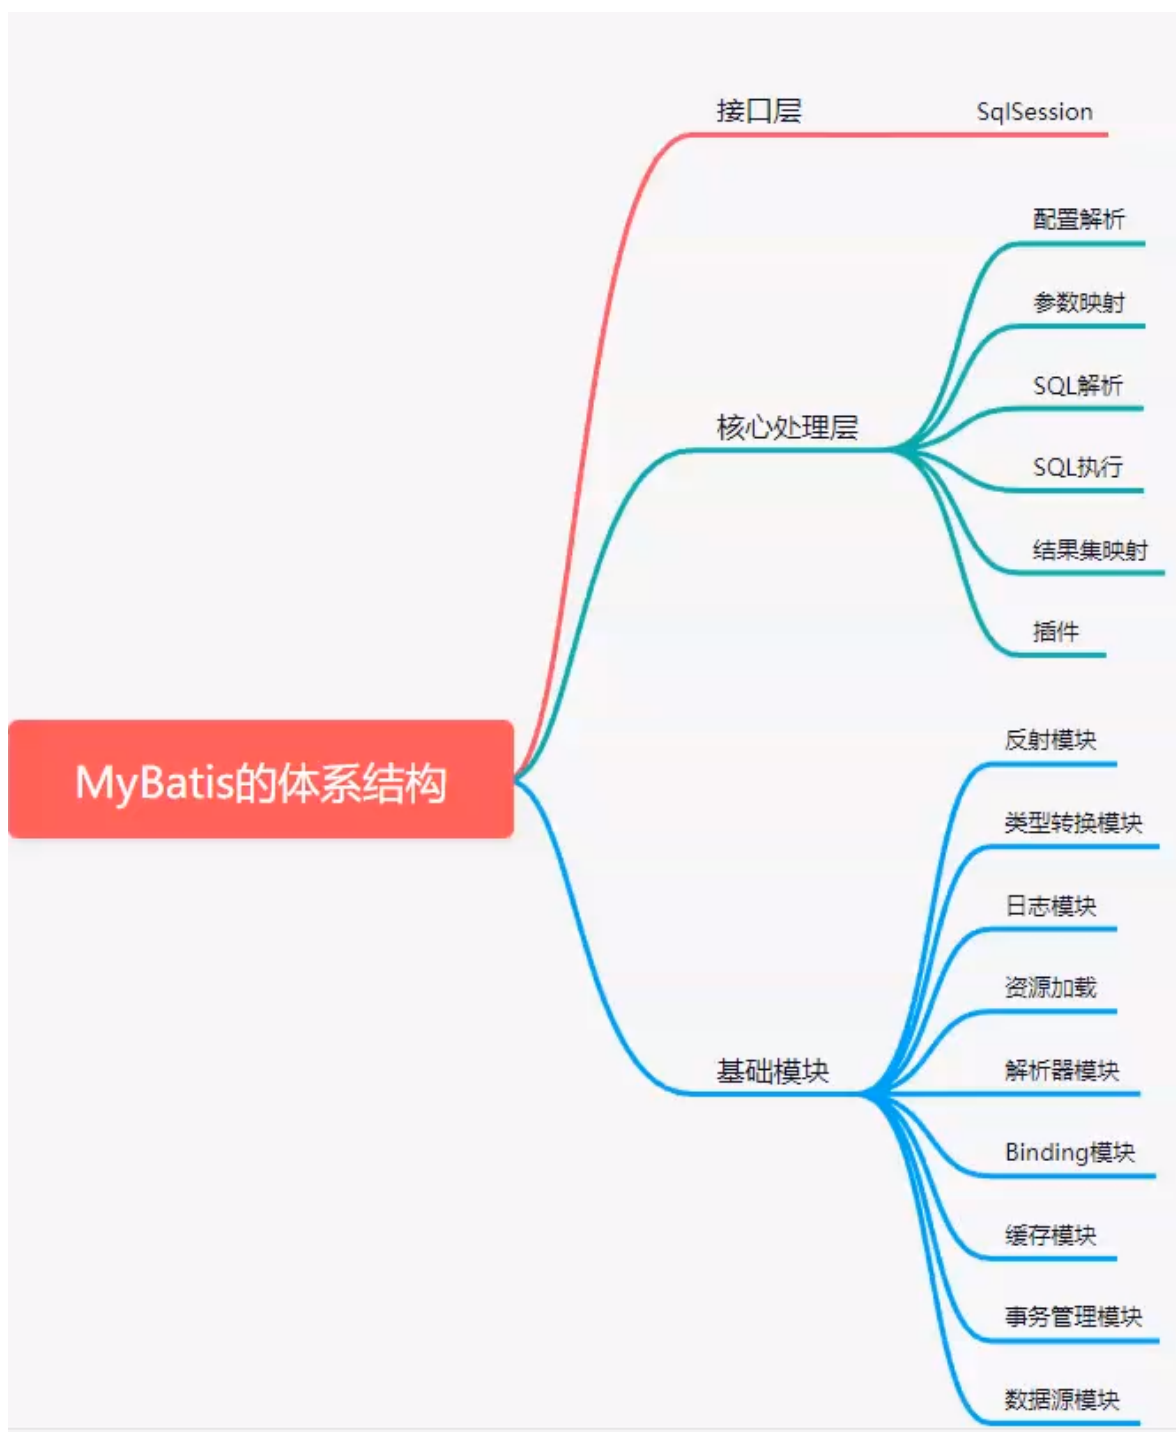 MyBatis的体系结构
接口层
SqlSession
核心处理层
配置解析
参数映射
SQL解析
SQL执行
结果集映射
插件
基础模块
反射模块
类型转换模块
日志模块
资源加载
解析器模块
Binding模块
缓存模块
事务管理模块
数据源模块